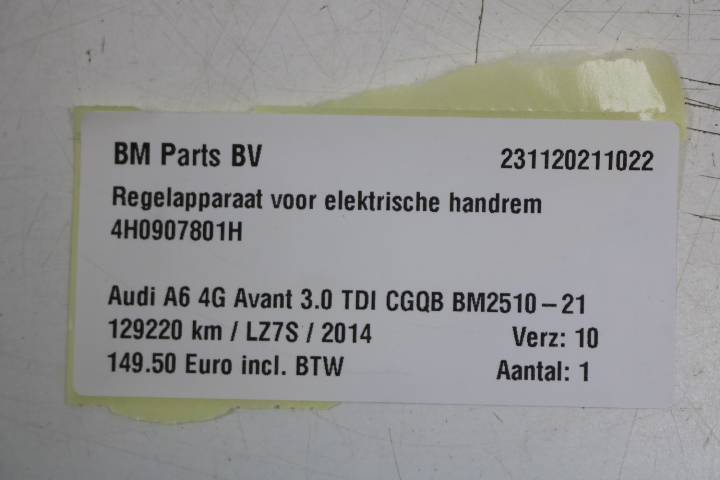 BM Parts BV 231120211022
Regelapparaat voor elektrische handrem
4H0907801H
Audi A6 4G Avant 3.0 TDI CGQB BM2510-21
129220 km / LZ7S / 2014 Verz: 10
149.50 Euro incl. BTW Aantal: 1